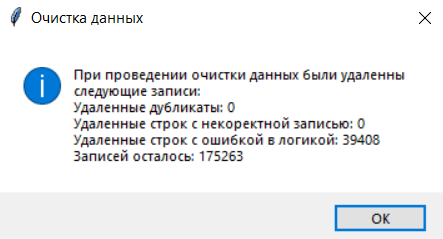 Очистка данных
При проведении очистки данных были удаленны
следующие записи:
Удаленные дубликаты: 0
Удаленные строк с некоректной записью: 0
Удаленные строк с ошибкой в логикой: 39408
Записей осталось: 175263
ОК